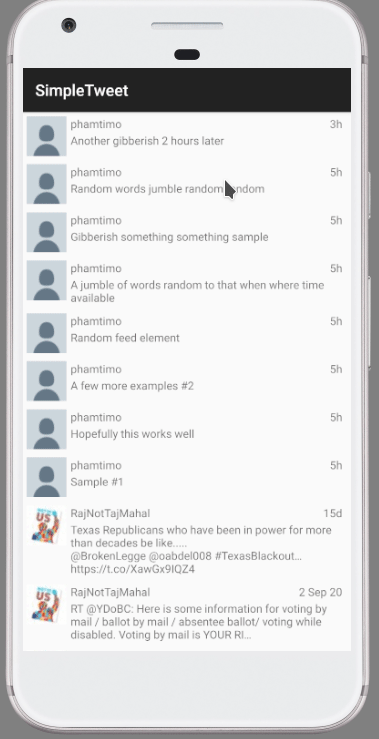 SimpleTweet
phamtimo 3h
Another gibberish 2 hours later
phamtimo 5h
Random words jumble random
phamtimo 5h
Gibberish something something sample
phamtimo 5h
A jumble of words random to that when where time
available
phamtimo 5h
Random feed element
phamtimo 5h
A few more examples #2
phamtimo 5h
Hopefully this works well
phamtimo 5h
Sample #1
US
RajNotTajMahal 15d
Texas Republicans who have been in power for more
than decades be like.....
@BrokenLegge @oabdel008 #TexasBlackout…
https://t.co/XawGx9IQZ4
US
RajNotTajMahal 2 Sep 20
RT @YDoBC: Here is some information for voting by
mail / ballot by mail / absentee ballot/ voting while
disabled. Voting by mail is YOUR RI…